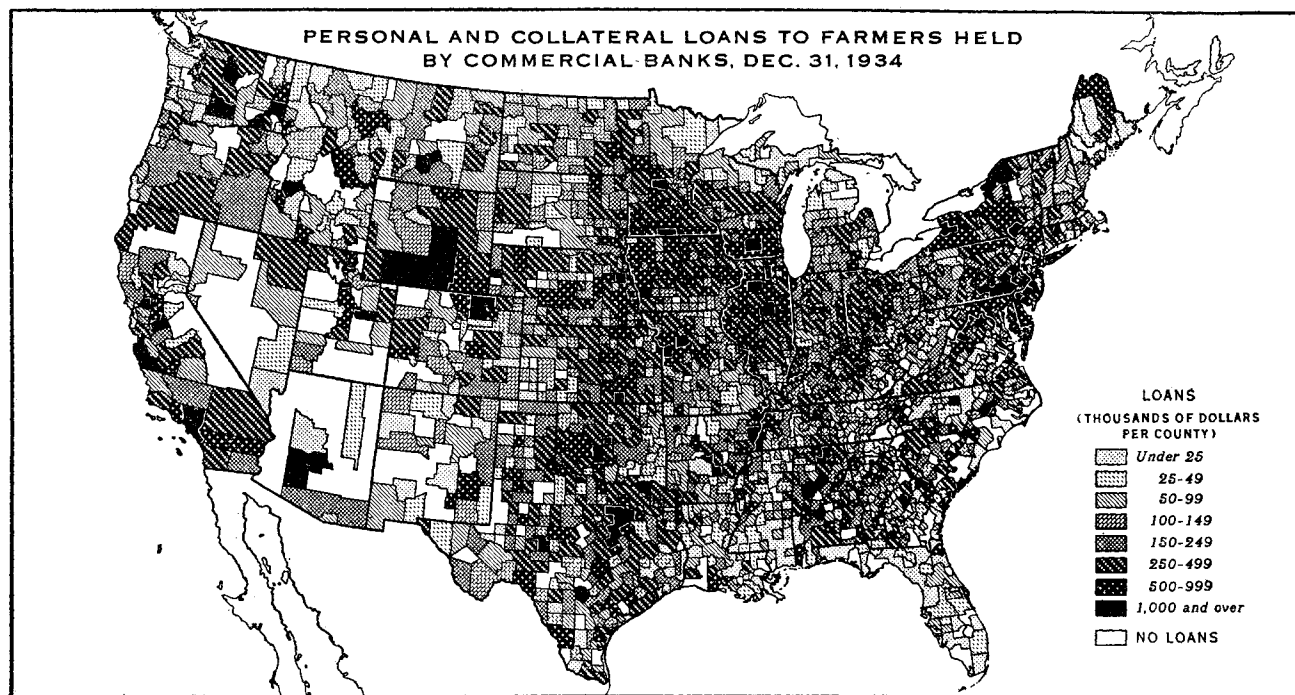 PERSONAL AND COLLATERAL LOANS TO FARMERS HELD
BY COMMERCIAL BANKS, DEC. 31, 1934
LOANS
(THOUSANDS OF DOLLARS
PER COUNTY)
Under 25
25-49
50-99
100-149
150-249
250-499
500-999
1,000 and over
NO LOANS